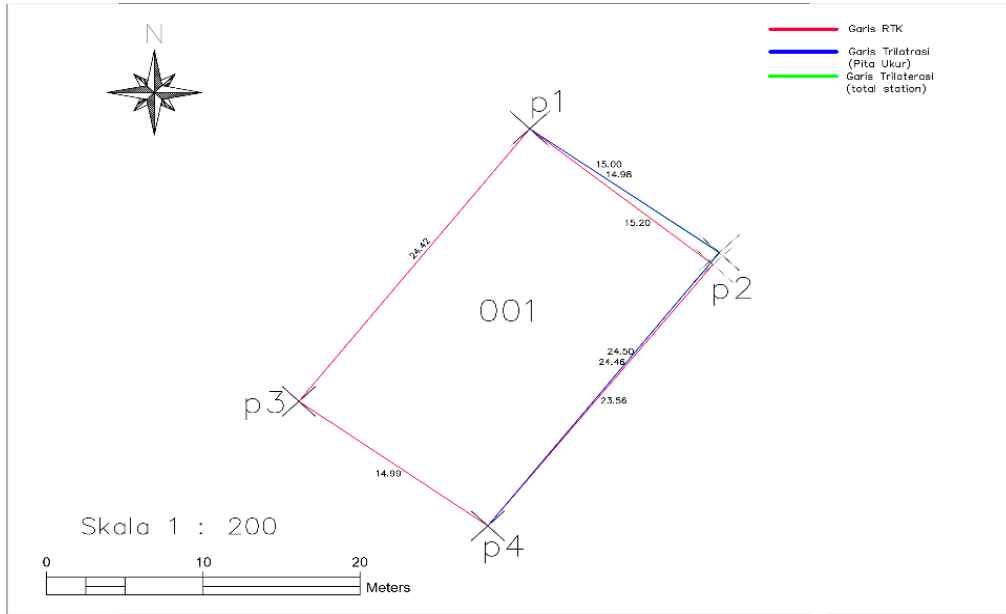 N
Garis RTK
Garis Trilatrasi
(Pita Ukur)
Garis Trilaterasi
(total station)
p1
15.00
14.98
15.20
24.42
p2
001
24.50
24.46
23.56
p3
14.99
p4
Skala 1 : 200
0 10 20
Meters